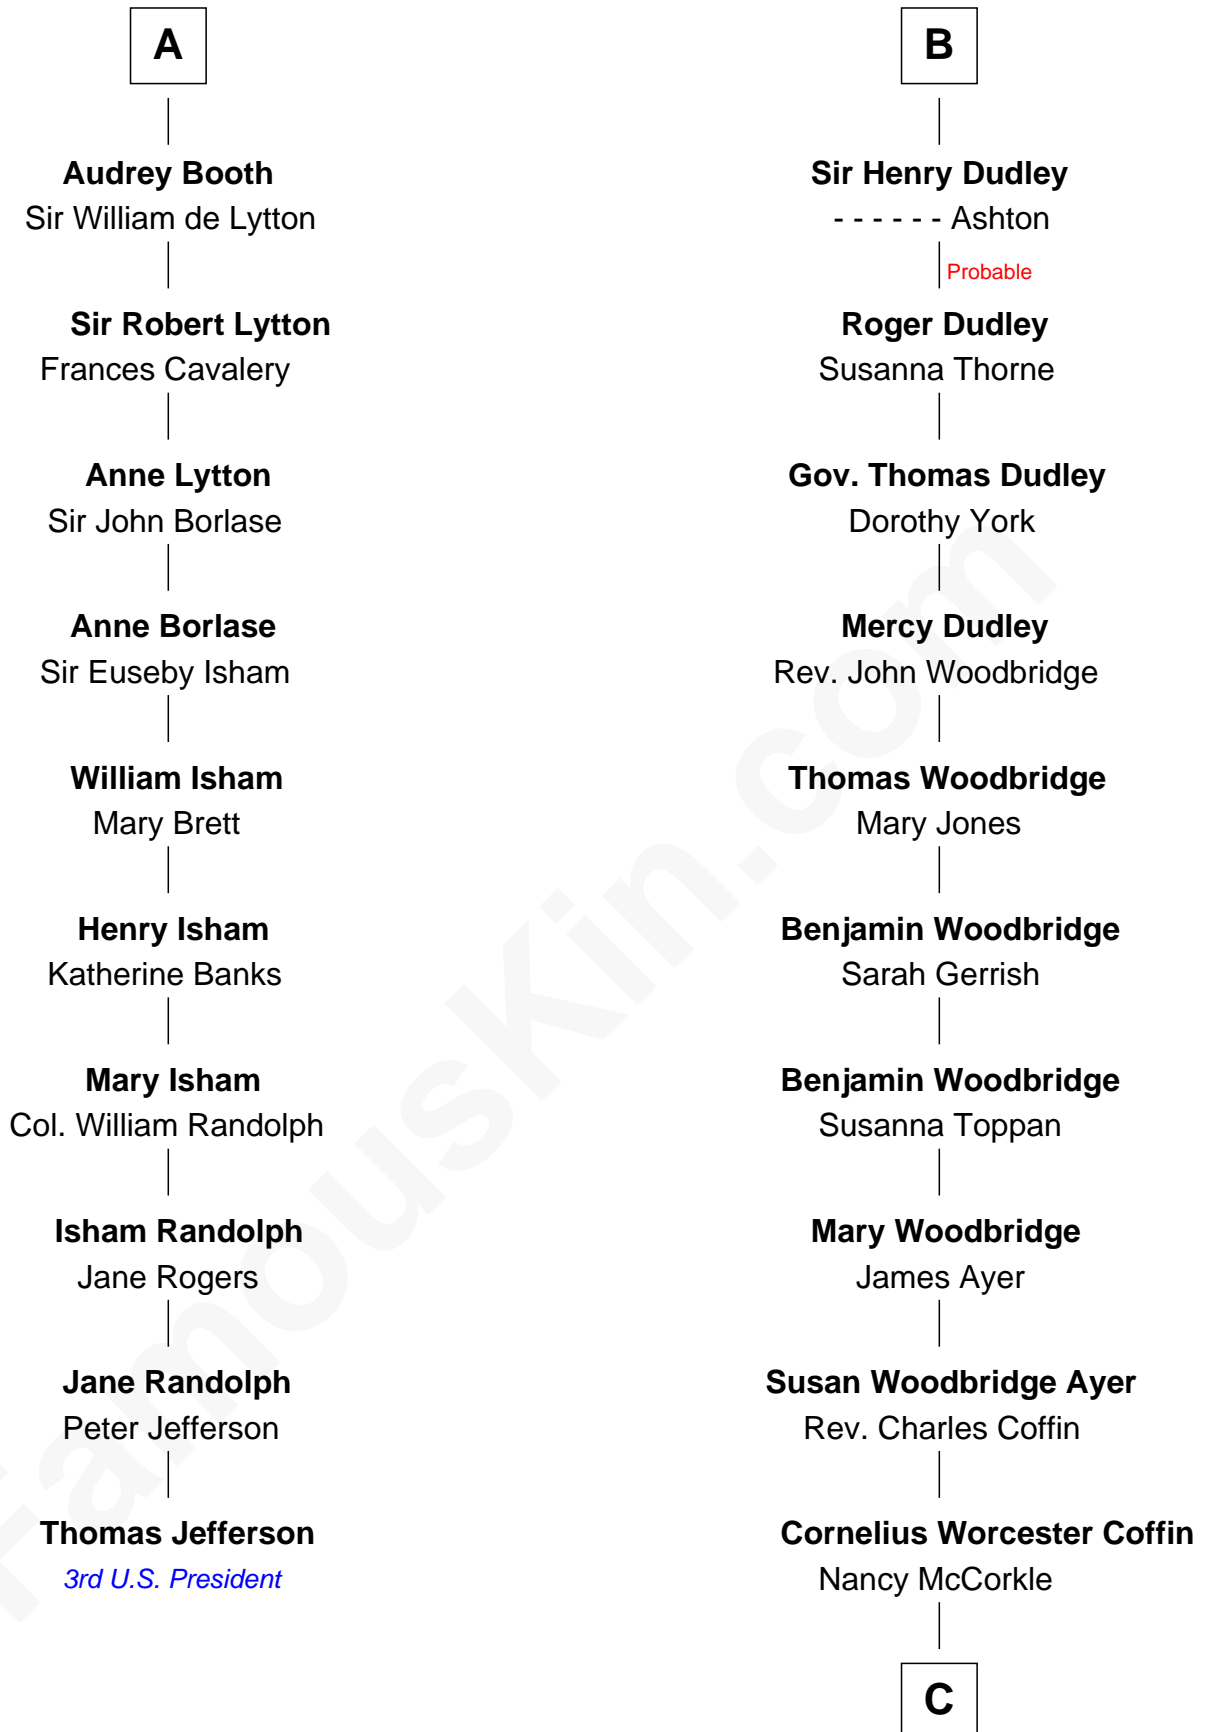 A
Audrey Booth
Sir William de Lytton
Sir Robert Lytton
Frances Cavalery
Anne Lytton
Sir John Borlase
Anne Borlase
Sir Euseby Isham
William Isham
Mary Brett
Henry Isham
Katherine Banks
Mary Isham
Col. William Randolph
Isham Randolph
Jane Rogers
Jane Randolph
Peter Jefferson
Thomas Jefferson
3rd U.S. President
B
Sir Henry Dudley
- - - - - - Ashton
Probable
Roger Dudley
Susanna Thorne
Gov. Thomas Dudley
Dorothy York
Mercy Dudley
Rev. John Woodbridge
Thomas Woodbridge
Mary Jones
Benjamin Woodbridge
Sarah Gerrish
Benjamin Woodbridge
Susanna Toppan
Mary Woodbridge
James Ayer
Susan Woodbridge Ayer
Rev. Charles Coffin
Cornelius Worcester Coffin
Nancy McCorkle
C
FamousKin.com